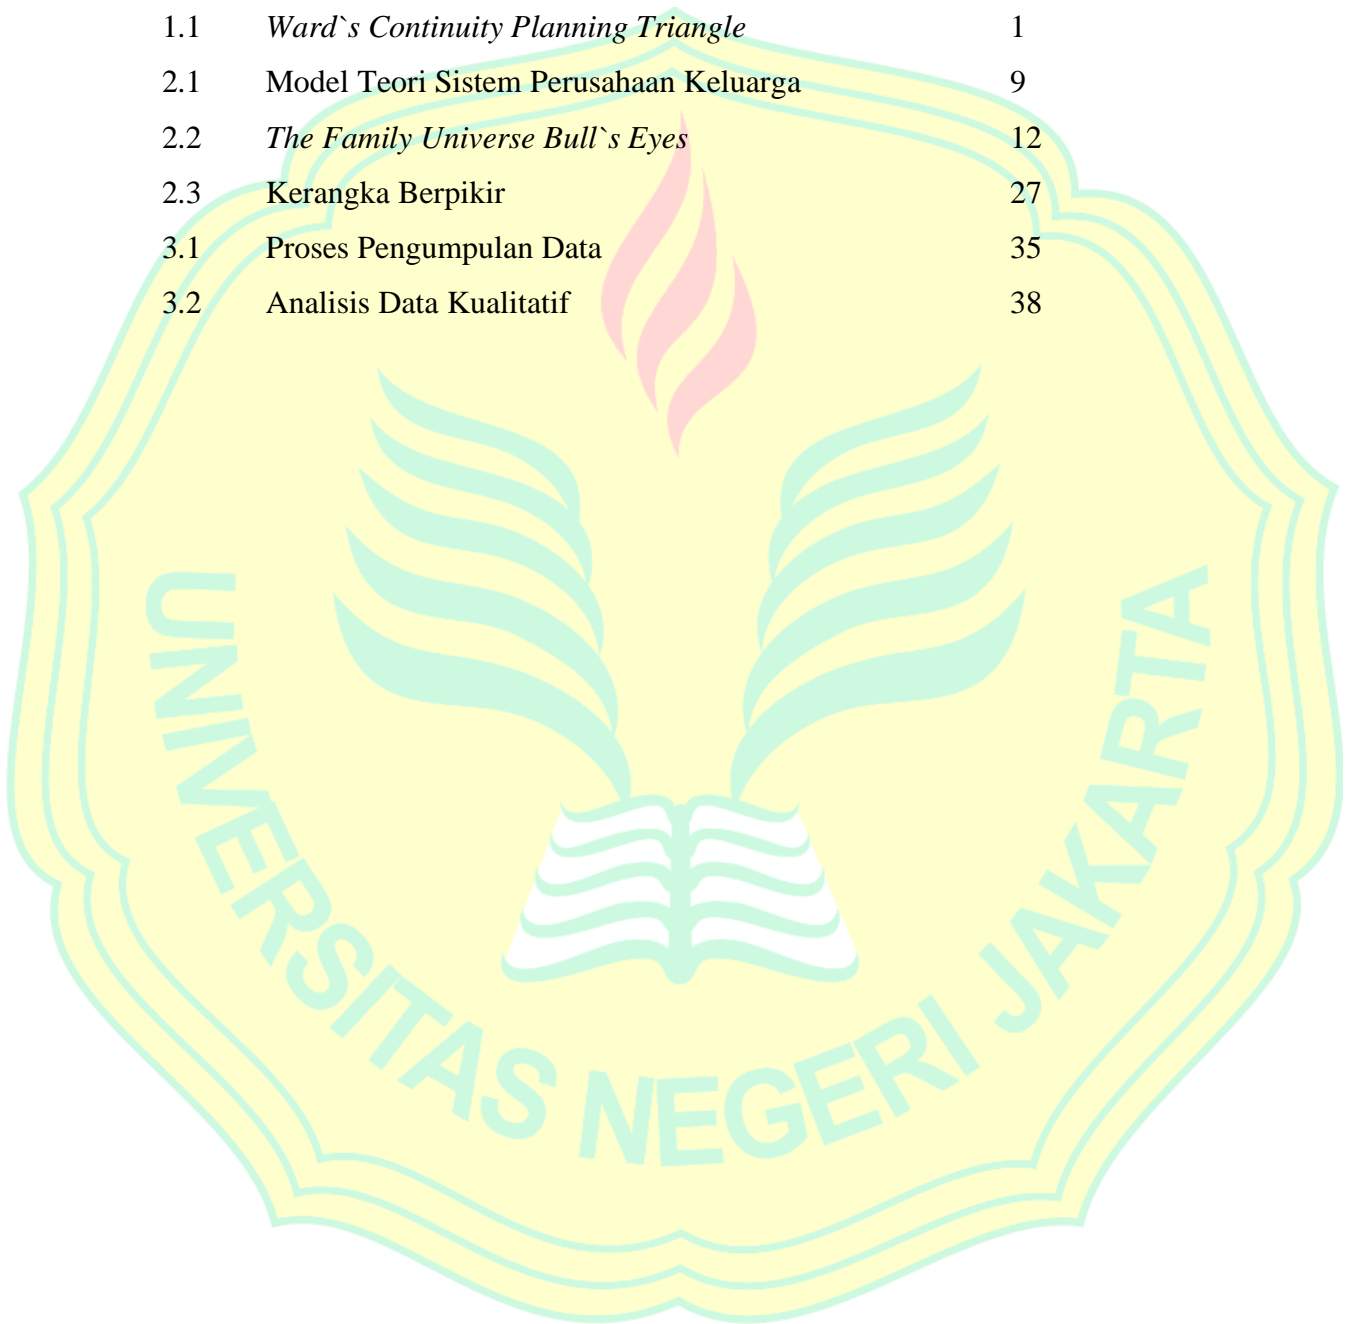 1.1 Ward`s Continuity Planning Triangle 1
2.1 Model Teori Sistem Perusahaan Keluarga 9
2.2 The Family Universe Bull`s Eyes 12
2.3 Kerangka Berpikir 27
3.1 Proses Pengumpulan Data 35
3.2 Analisis Data Kualitatif 38
UNIVERSITAS NEGERI JAKARTA